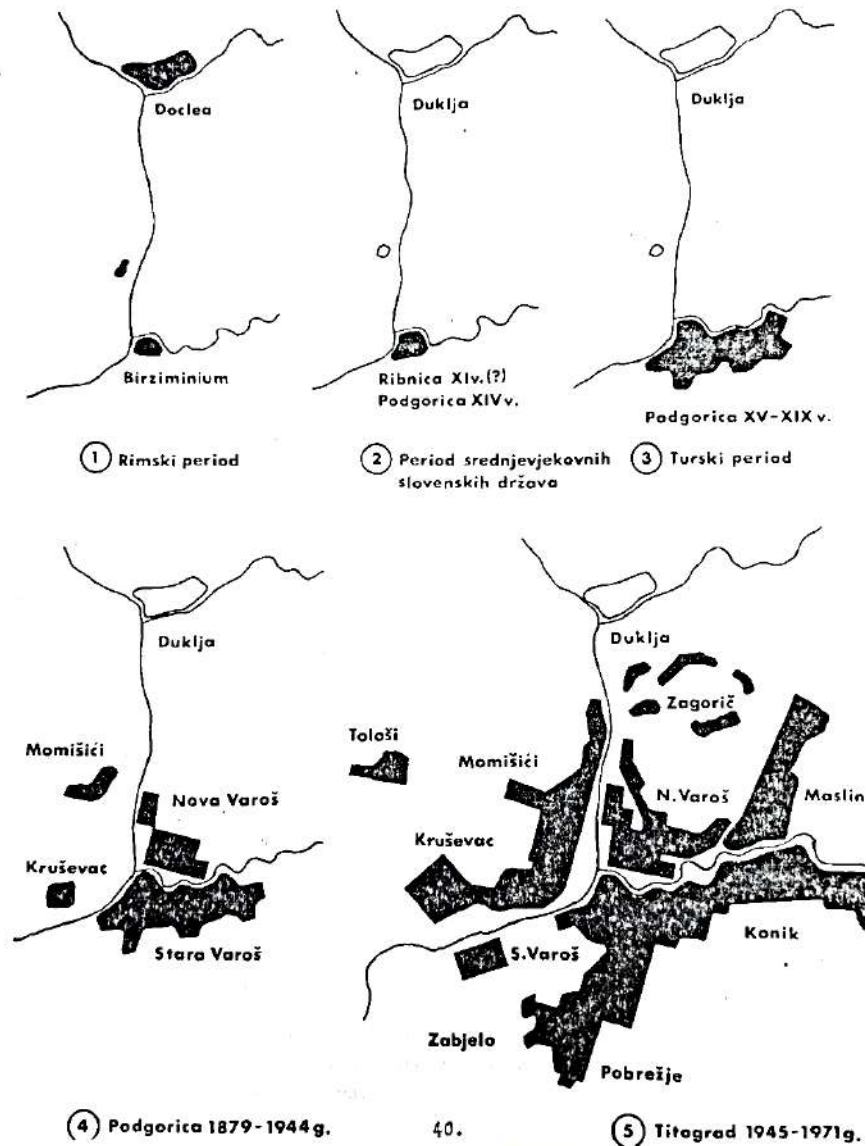 Doclea
Birziminium
① Rimski period
Duklja
Ribnica XIv.(?)
Podgorica XIV v.
② Period srednjevjekovnih
slovenskih država
Duklja
Podgorica XV-XIX v.
③ Turski period
Duklja
Momišići
Nova Varoš
Kruševac
Stara Varoš
④ Podgorica 1879-1944g.
Duklja
Zagorič
Tološi
Momišići
N.Varoš
Maslin
Kruševac
S.Varoš
Konik
Zabjelo
Pobrežje
⑤ Titograd 1945-1971g.
40.